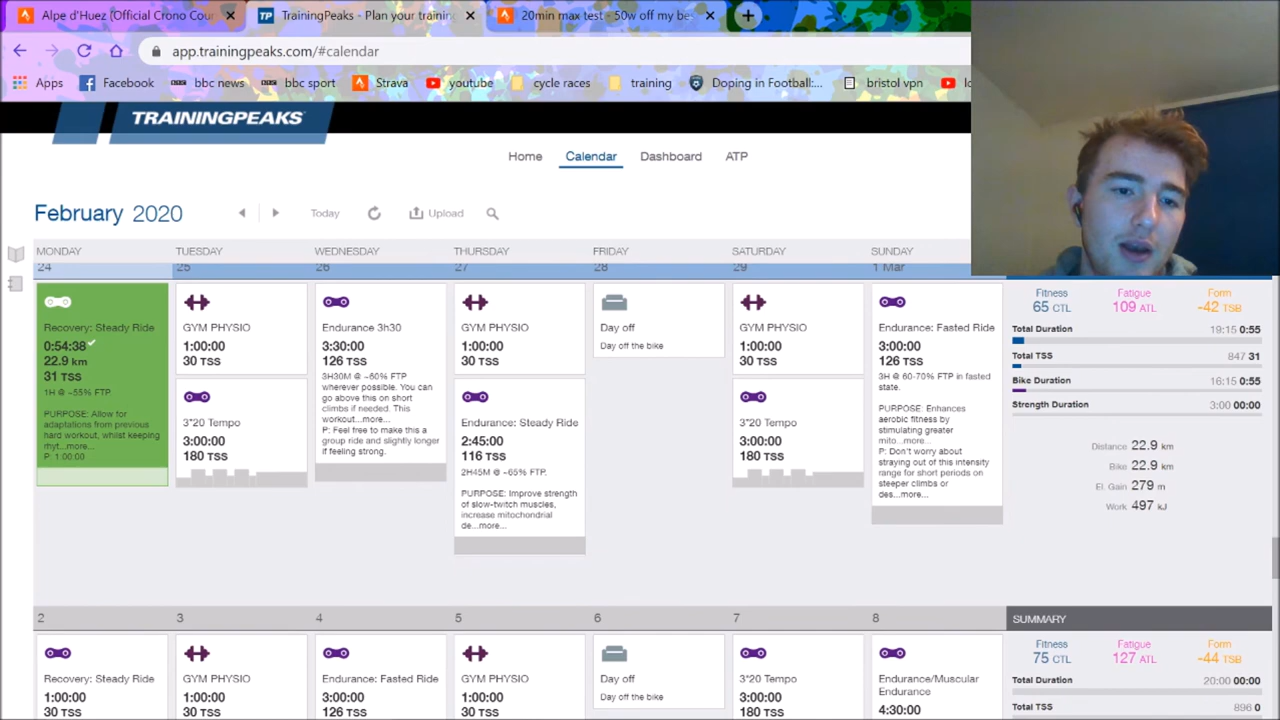 Alpe d'Huez (Official Crono Cou
TrainingPeaks - Plan your training
20min max test - 50w off my bes
app.trainingpeaks.com/#calendar
Apps Facebook bbc news bbc sport Strava youtube cycle races training Doping in Football:... bristol vpn
TRAININGPEAKS
Home Calendar Dashboard ATP
February 2020 Today Upload
MONDAY TUESDAY WEDNESDAY THURSDAY FRIDAY SATURDAY SUNDAY
24 25 26 27 28 29 1 Mar
Recovery: Steady Ride
0:54:38
22.9 km
31 TSS
1H @ ~55% FTP.
PURPOSE: Allow for
adaptations from previous
hard workout, whilst keeping
rhyt...more...
P: 1:00:00
GYM PHYSIO
1:00:00
30 TSS
3*20 Tempo
3:00:00
180 TSS
Endurance 3h30
3:30:00
126 TSS
3H30M @ ~60% FTP
wherever possible. You can
go above this on short
climbs if needed. This
workout...more...
P: Feel free to make this a
group ride and slightly longer
if feeling strong.
GYM PHYSIO
1:00:00
30 TSS
Endurance: Steady Ride
2:45:00
116 TSS
2H45M @ ~65% FTP.
PURPOSE: Improve strength
of slow-twitch muscles,
increase mitochondrial
de...more...
Day off
Day off the bike
GYM PHYSIO
1:00:00
30 TSS
3*20 Tempo
3:00:00
180 TSS
Endurance: Fasted Ride
3:00:00
126 TSS
3H @ 60-70% FTP in fasted
state.
PURPOSE: Enhances
aerobic fitness by
stimulating greater
mito...more...
P: Don't worry about
straying out of this intensity
range for short periods on
steeper climbs or
des...more...
Fitness Fatigue Form
65 CTL 109 ATL -42 TSB
Total Duration 19:15 0:55
Total TSS 847 31
Bike Duration 16:15 0:55
Strength Duration 3:00 00:00
Distance 22.9 km
Bike 22.9 km
El. Gain 279 m
Work 497 kJ
2 3 4 5 6 7 8 SUMMARY
Recovery: Steady Ride
1:00:00
30 TSS
GYM PHYSIO
1:00:00
30 TSS
Endurance: Fasted Ride
3:00:00
126 TSS
GYM PHYSIO
1:00:00
30 TSS
Day off
Day off the bike
3*20 Tempo
3:00:00
180 TSS
Endurance/Muscular
Endurance
4:30:00
Fitness Fatigue Form
75 CTL 127 ATL -44 TSB
Total Duration 20:00 00:00
Total TSS 896 0